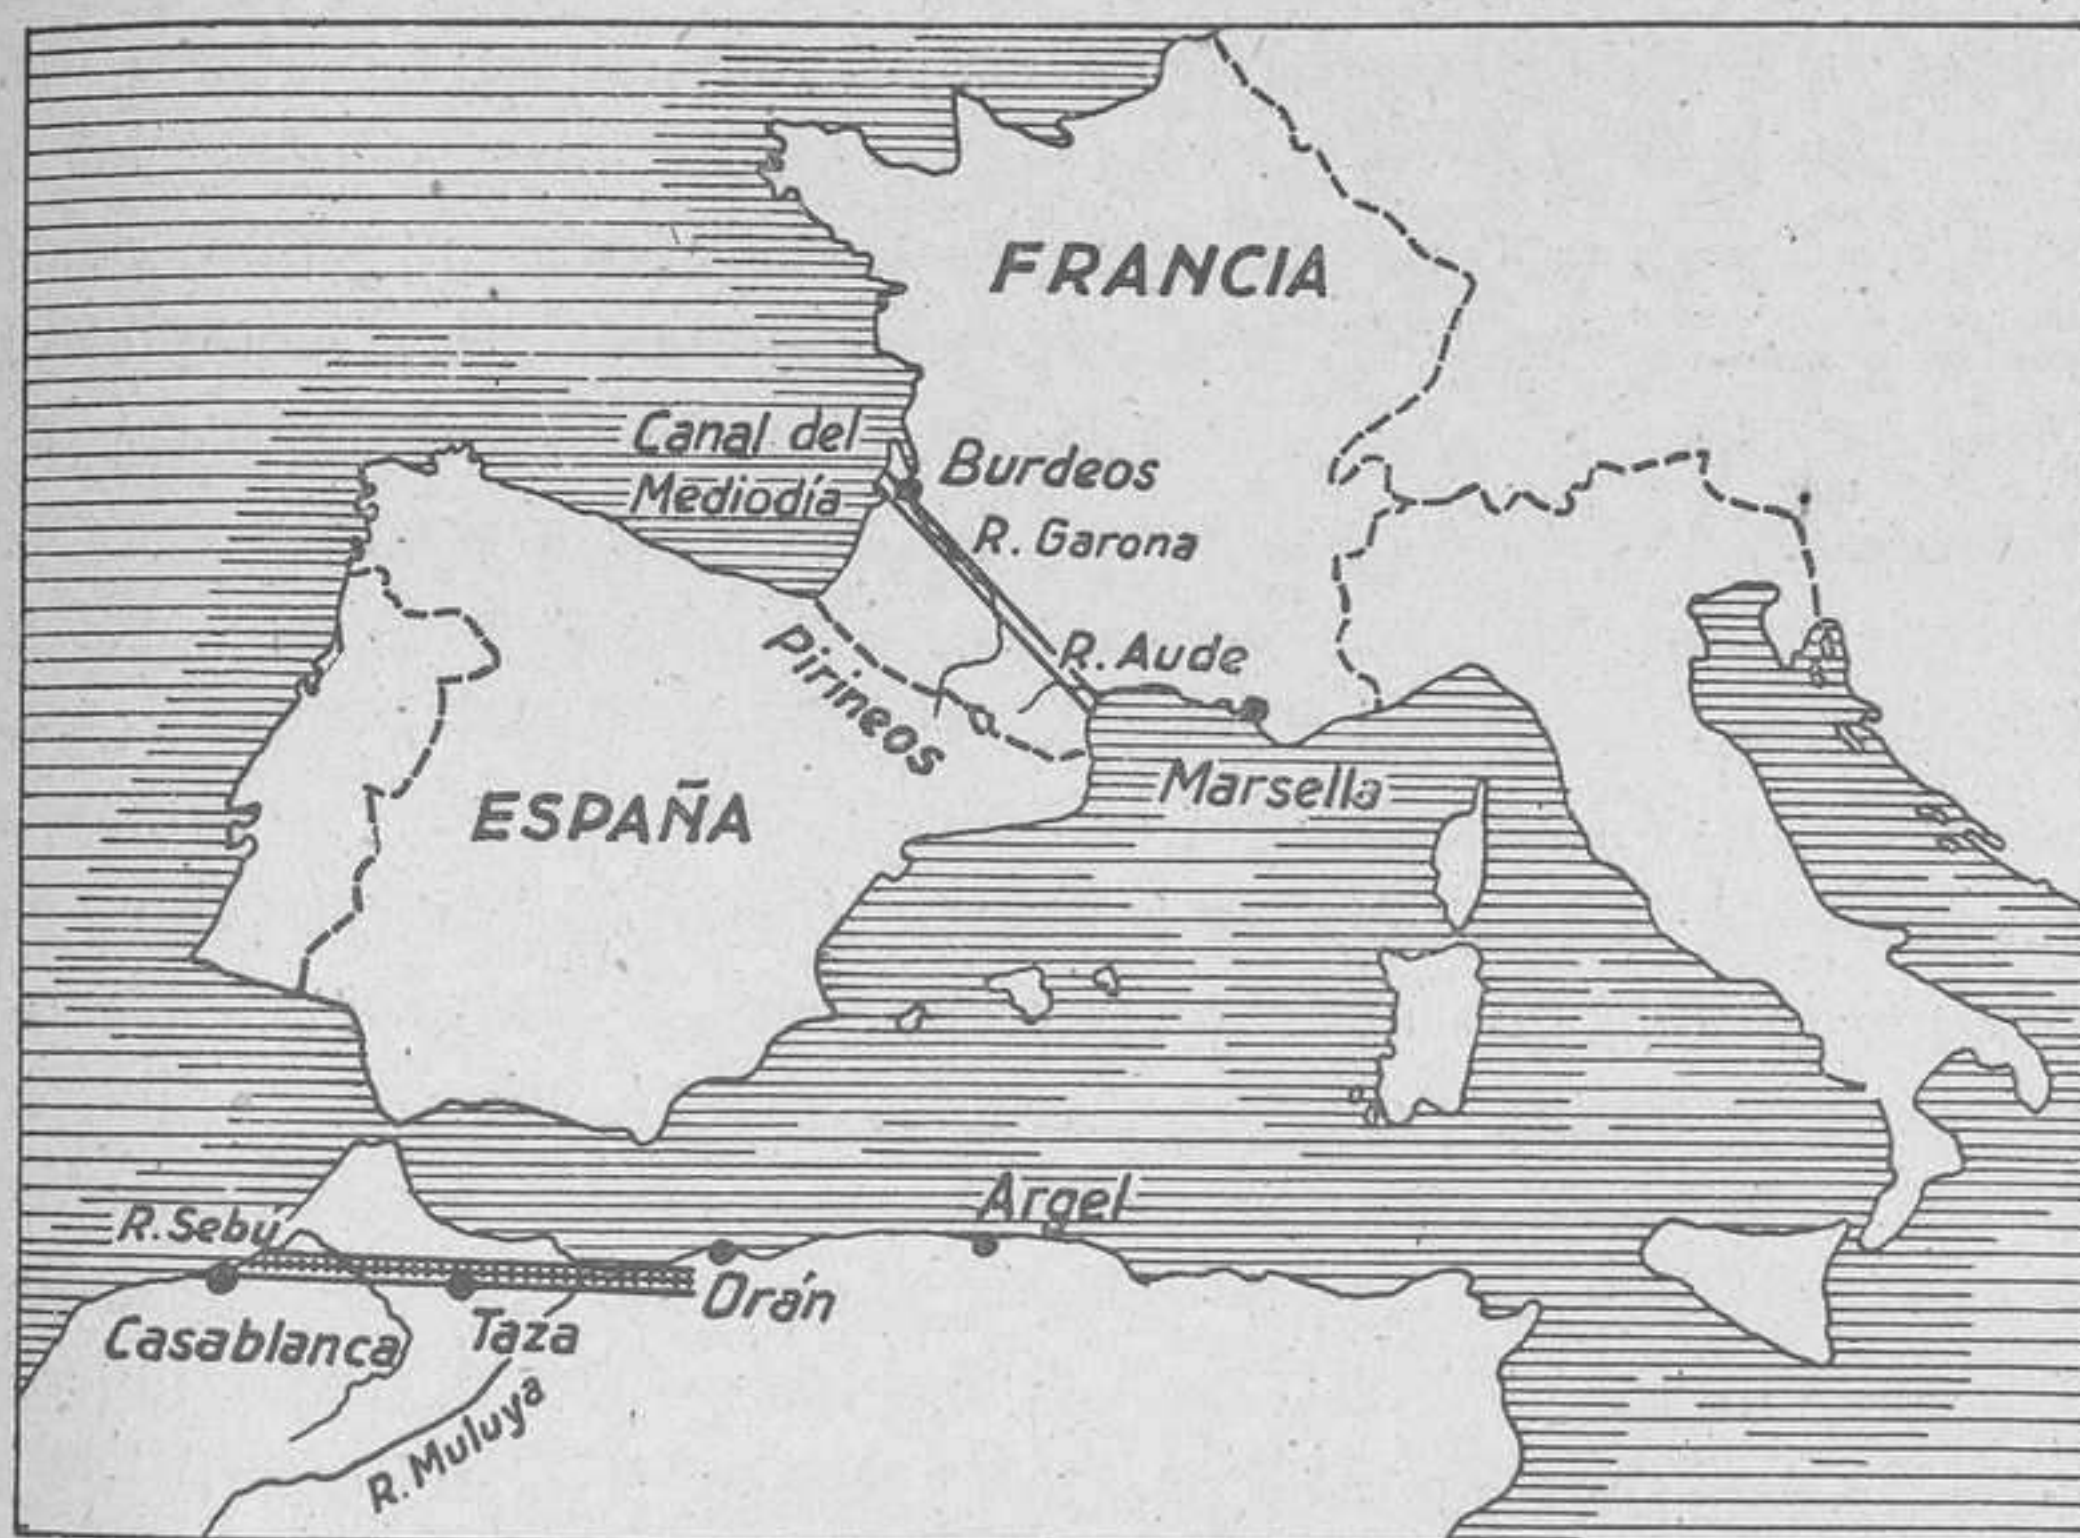 FRANCIA
Canal del
Mediodía
Burdeos
R. Garona
R. Aude
Pirineos
Marsella
ESPAÑA
Argel
R. Sebú
Orán
Casablanca
Taza
R. Muluya